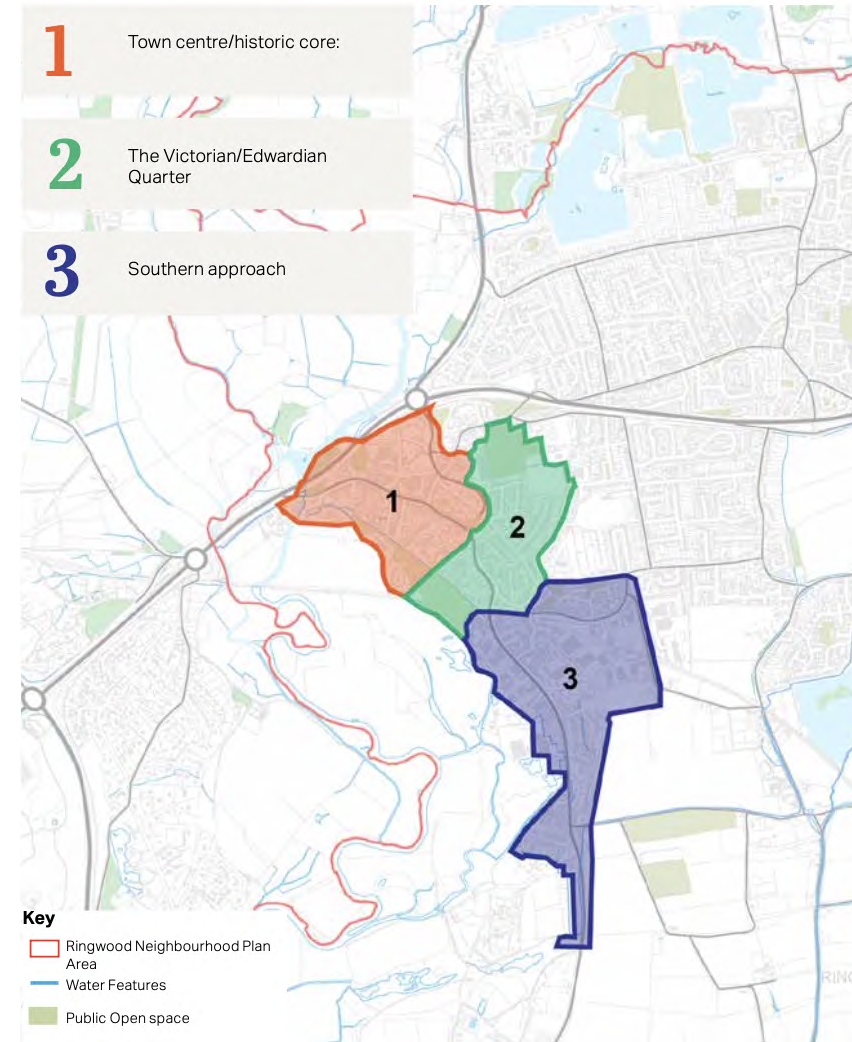 1
Town centre/historic core:
2
The Victorian/Edwardian
Quarter
3
Southern approach
1
2
3
Key
Ringwood Neighbourhood Plan
Area
Water Features
Public Open space